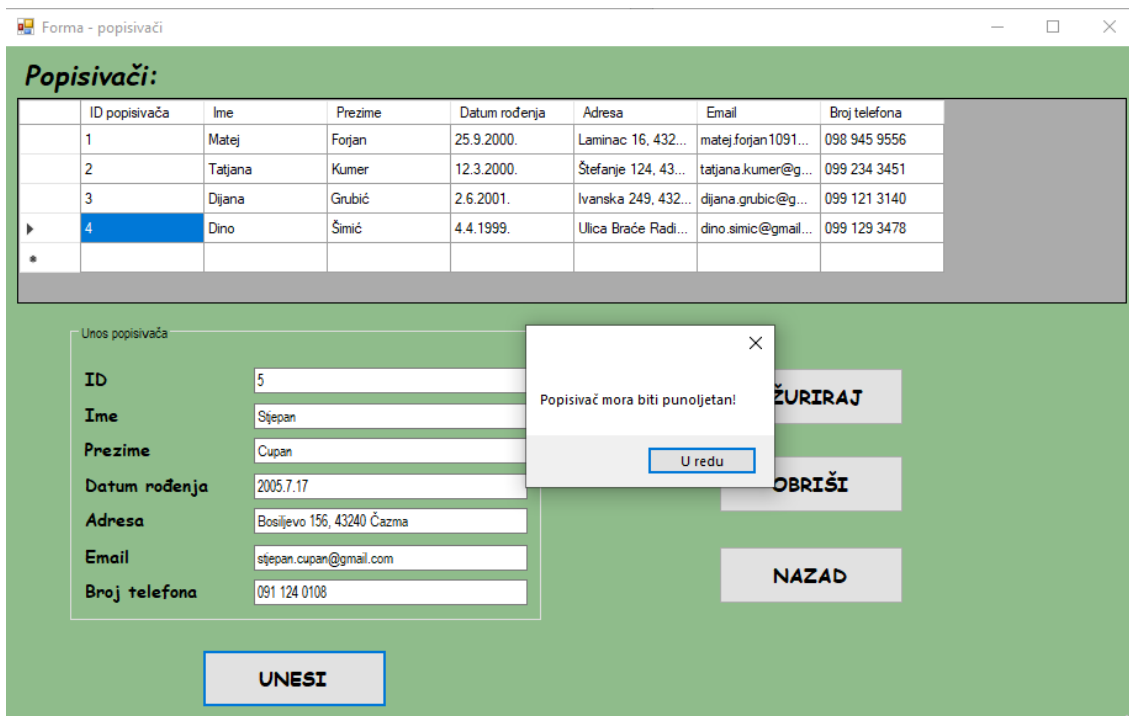 Forma - popisivači
Popisivači:
ID popisivača Ime Prezime Datum rođenja Adresa Email Broj telefona
1 Matej Forjan 25.9.2000. Laminac 16, 432... matej.forjan1091... 098 945 9556
2 Tatjana Kumer 12.3.2000. Štefanje 124, 43... tatjana.kumer@g... 099 234 3451
3 Dijana Grubić 2.6.2001. Ivanska 249, 432... dijana.grubic@g... 099 121 3140
4 Dino Šimić 4.4.1999. Ulica Braće Radi... dino.simic@gmail... 099 129 3478
Unos popisivača
ID 5
Ime Stjepan
Prezime Cupan
Datum rođenja 2005.7.17
Adresa Bosiljevo 156, 43240 Čazma
Email stjepan.cupan@gmail.com
Broj telefona 091 124 0108
UNESI
Popisivač mora biti punoljetan!
U redu
ŽURIRAJ
OBRIŠI
NAZAD